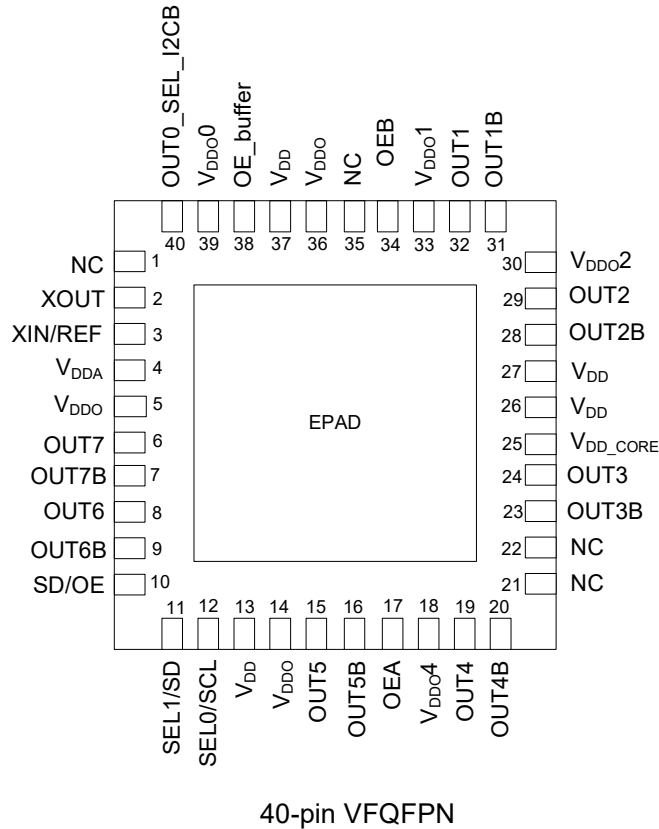 OUT0_SEL_I2CB
VDDO0
OE_buffer
VDD
VDDO
NC
OEB
VDDO1
OUT1
OUT1B
40 39 38 37 36 35 34 33 32 31
NC 1
XOUT 2
XIN/REF 3
VDDA 4
VDDO 5
OUT7 6
OUT7B 7
OUT6 8
OUT6B 9
SD/OE 10
EPAD
30 VDDO2
29 OUT2
28 OUT2B
27 VDD
26 VDD
25 VDD_CORE
24 OUT3
23 OUT3B
22 NC
21 NC
11 12 13 14 15 16 17 18 19 20
SEL1/SD
SEL0/SCL
VDD
VDDO
OUT5
OUT5B
OEA
VDDO4
OUT4
OUT4B
40-pin VFQFPN